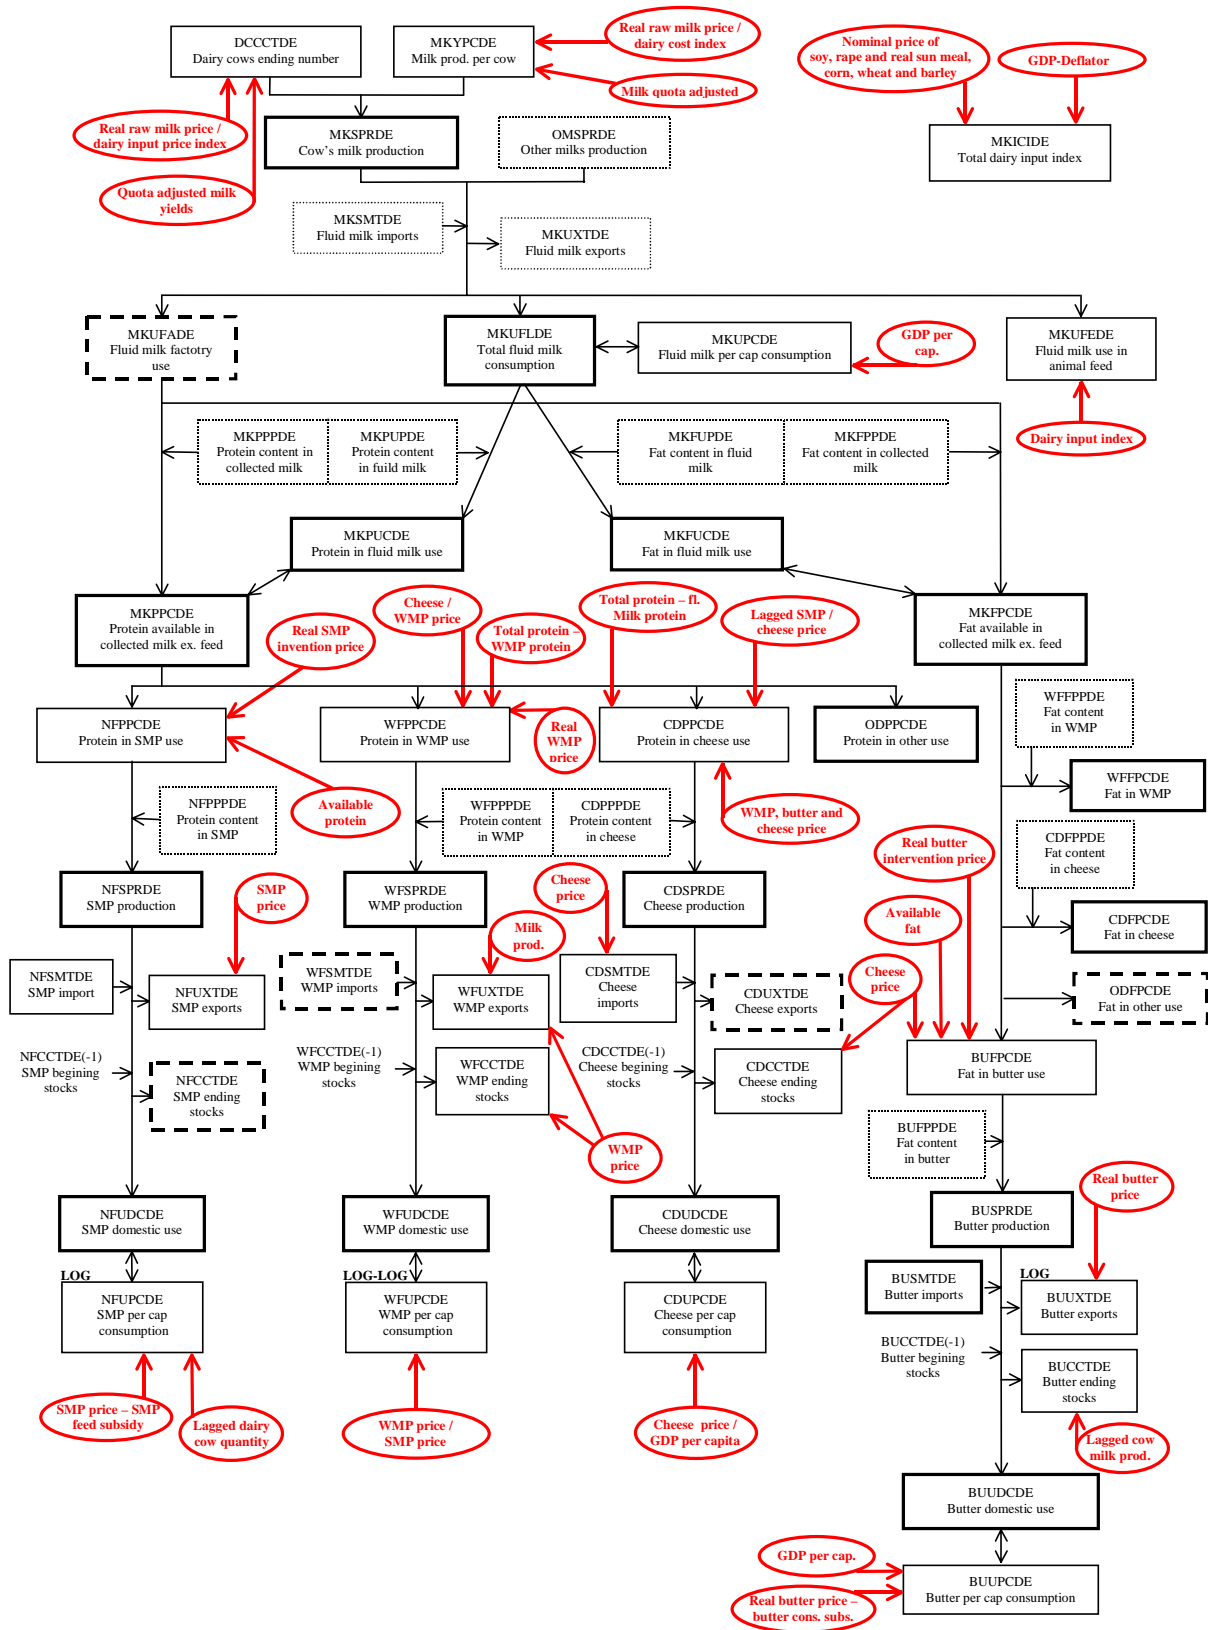 DCCCTDE
Dairy cows ending number
MKYPCDE
Milk prod. per cow
Real raw milk price /
dairy cost index
Milk quota adjusted
Nominal price of
soy, rape and real sun meal,
corn, wheat and barley
GDP-Deflator
Real raw milk price /
dairy input price index
Quota adjusted milk
yields
MKSPRDE
Cow's milk production
OMSPRDE
Other milks production
MKICIDE
Total dairy input index
MKSMTDE
Fluid milk imports
MKUXTDE
Fluid milk exports
MKUFADE
Fluid milk factotry
use
MKUFLDE
Total fluid milk
consumption
MKUPCDE
Fluid milk per cap consumption
GDP per
cap.
MKUFEDE
Fluid milk use in
animal feed
Dairy input index
MKPPPDE
Protein content in
collected milk
MKPUPDE
Protein content
in fuild milk
MKFUPDE
Fat content in fluid
milk
MKFPPDE
Fat content in collected
milk
MKPUCDE
Protein in fluid milk use
MKFUCDE
Fat in fluid milk use
MKPPCDE
Protein available in
collected milk ex. feed
Real SMP
invention price
Cheese /
WMP price
Total protein –
WMP protein
Total protein – fl.
Milk protein
Lagged SMP /
cheese price
MKFPCDE
Fat available in
collected milk ex. feed
NFPPCDE
Protein in SMP use
WFPPCDE
Protein in WMP use
Real
WMP
price
CDPPCDE
Protein in cheese use
ODPPCDE
Protein in other use
WFFPPDE
Fat content
in WMP
WFFPCDE
Fat in WMP
NFPPPDE
Protein content
in SMP
Available
protein
WFPPPDE
Protein content
in WMP
CDPPPDE
Protein content
in cheese
WMP, butter and
cheese price
Real butter
intervention price
CDFPPDE
Fat content
in cheese
CDFPCDE
Fat in cheese
NFSPRDE
SMP production
SMP
price
WFSPRDE
WMP production
Cheese
price
CDSPRDE
Cheese production
Available
fat
Milk
prod.
Cheese
price
NFSMTDE
SMP import
NFUXTDE
SMP exports
WFSMTDE
WMP imports
WFUXTDE
WMP exports
CDSMTDE
Cheese
imports
CDUXTDE
Cheese exports
ODFPCDE
Fat in other use
NFCCTDE(-1)
SMP begining
stocks
NFCCTDE
SMP ending
stocks
WFCCTDE(-1)
WMP begining
stocks
WFCCTDE
WMP ending
stocks
CDCCTDE(-1)
Cheese begining
stocks
CDCCTDE
Cheese ending
stocks
BUFPCDE
Fat in butter use
WMP
price
BUFPPDE
Fat content
in butter
Real butter
price
NFUDCDE
SMP domestic use
WFUDCDE
WMP domestic use
CDUDCDE
Cheese domestic use
BUSPRDE
Butter production
LOG
NFUPCDE
SMP per cap
consumption
LOG-LOG
WFUPCDE
WMP per cap
consumption
CDUPCDE
Cheese per cap
consumption
BUSMTDE
Butter imports
LOG
BUUXTDE
Butter exports
BUCCTDE(-1)
Butter begining
stocks
BUCCTDE
Butter ending
stocks
SMP price – SMP
feed subsidy
Lagged dairy
cow quantity
WMP price /
SMP price
Cheese price /
GDP per capita
Lagged cow
milk prod.
BUUDCDE
Butter domestic use
GDP per cap.
Real butter price –
butter cons. subs.
BUUPCDE
Butter per cap consumption